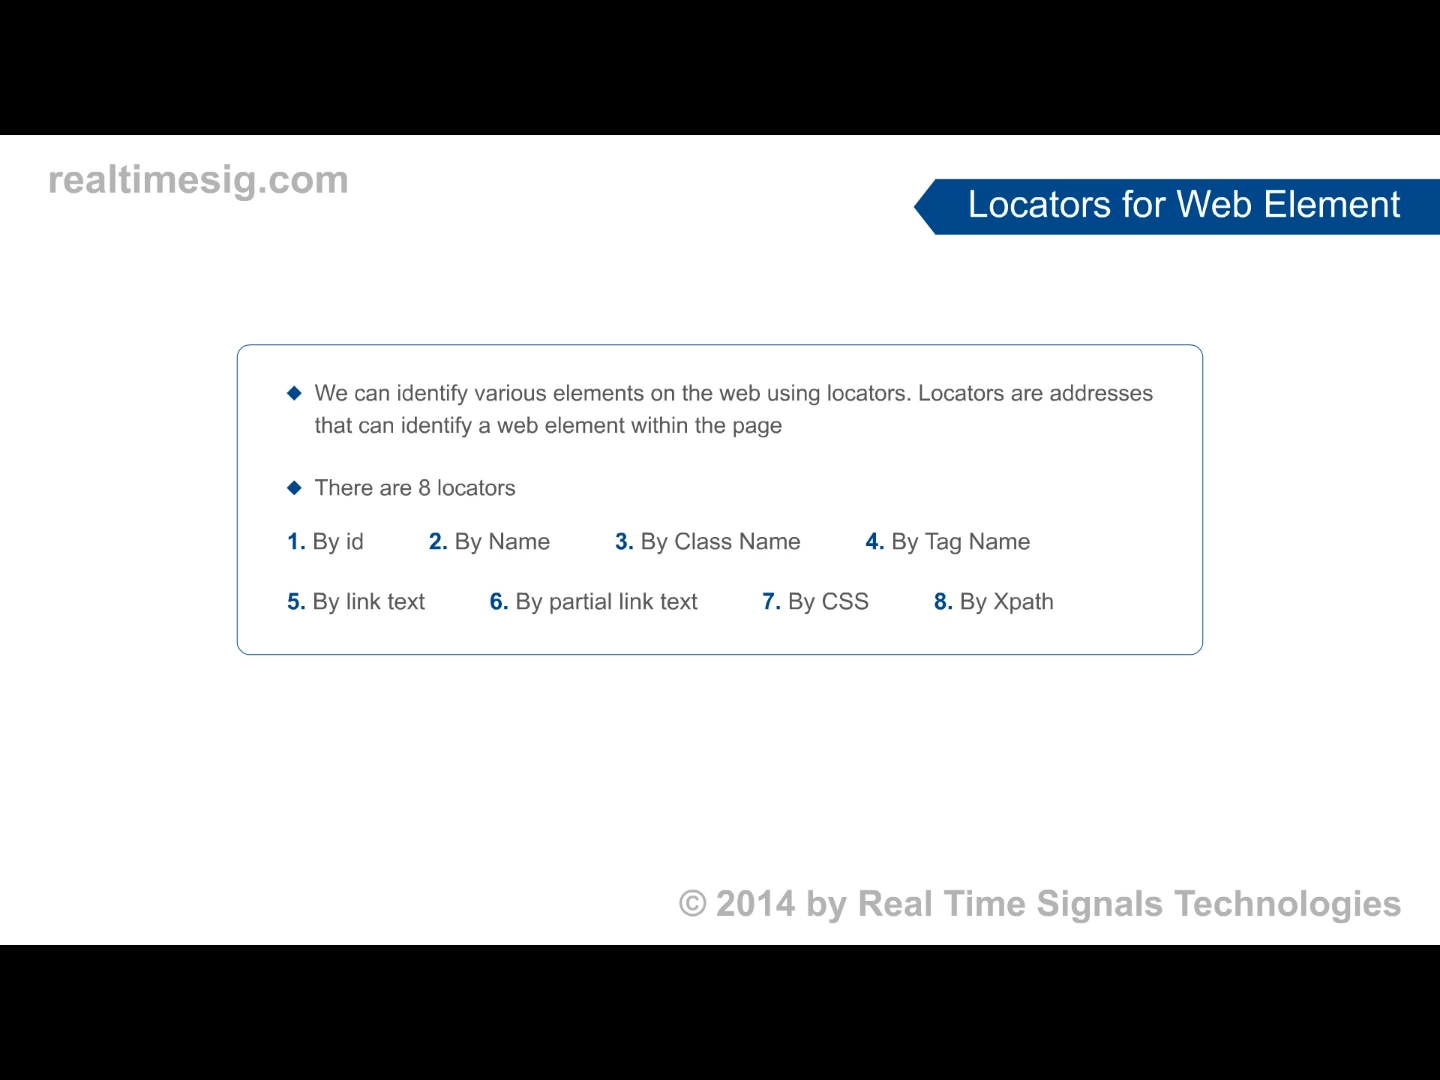 realtimesig.com
Locators for Web Element
◆ We can identify various elements on the web using locators. Locators are addresses
that can identify a web element within the page
◆ There are 8 locators
1. By id 2. By Name 3. By Class Name 4. By Tag Name
5. By link text 6. By partial link text 7. By CSS 8. By Xpath
© 2014 by Real Time Signals Technologies